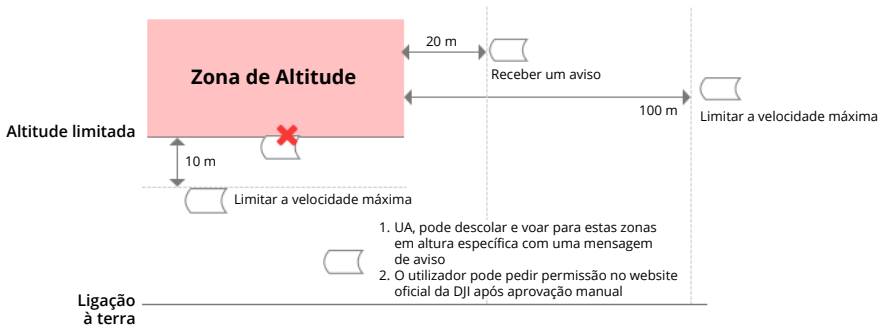 20 m
Zona de Altitude
Receber um aviso
100 m
Limitar a velocidade máxima
Altitude limitada
10 m
Limitar a velocidade máxima
1. UA, pode descolar e voar para estas zonas
em altura específica com uma mensagem
de aviso
2. O utilizador pode pedir permissão no website
oficial da DJI após aprovação manual
Ligação
à terra